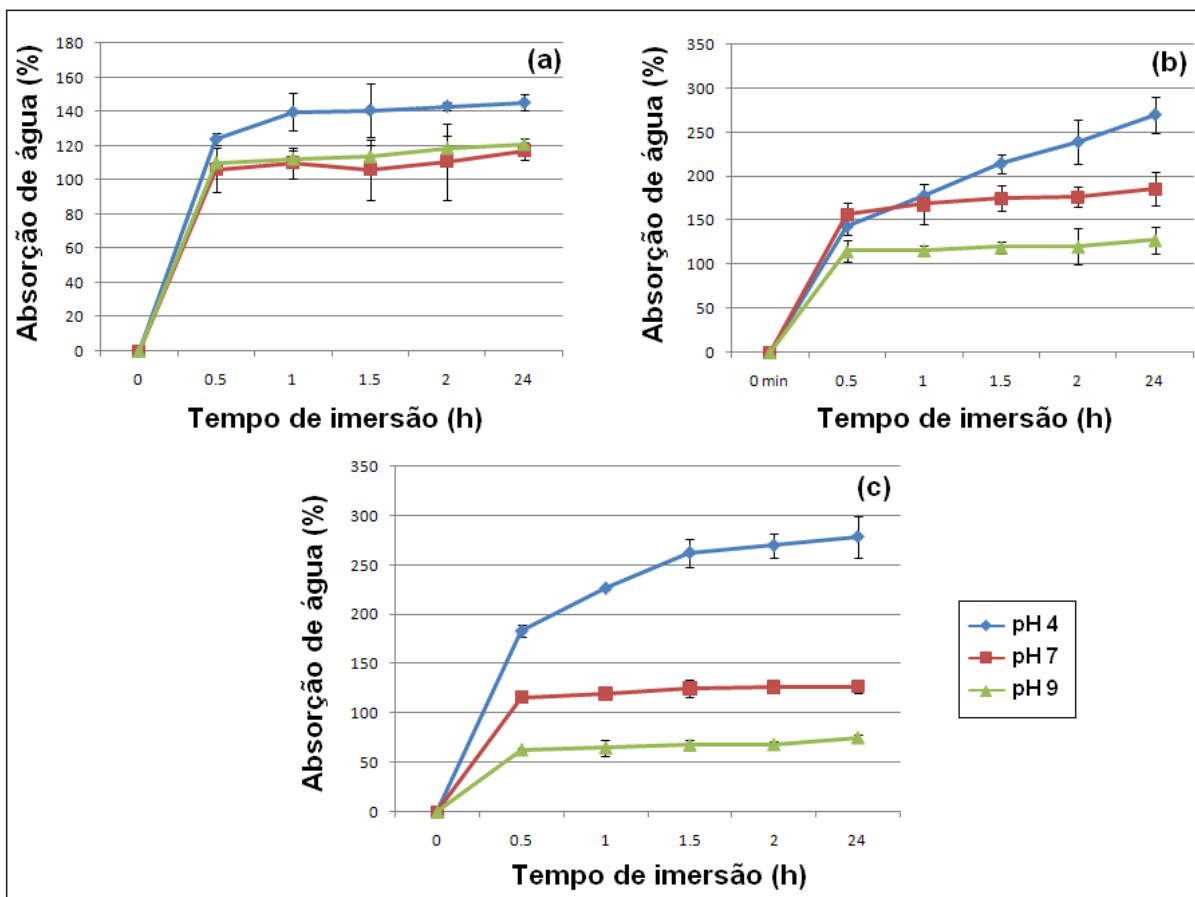 (a)
Absorção de água (%)
180
160
140
120
100
80
60
40
20
0
0 0.5 1 1.5 2 24
Tempo de imersão (h)
(b)
Absorção de água (%)
350
300
250
200
150
100
50
0
0 min 0.5 1 1.5 2 24
Tempo de imersão (h)
(c)
Absorção de água (%)
350
300
250
200
150
100
50
0
0 0.5 1 1.5 2 24
Tempo de imersão (h)
pH 4
pH 7
pH 9